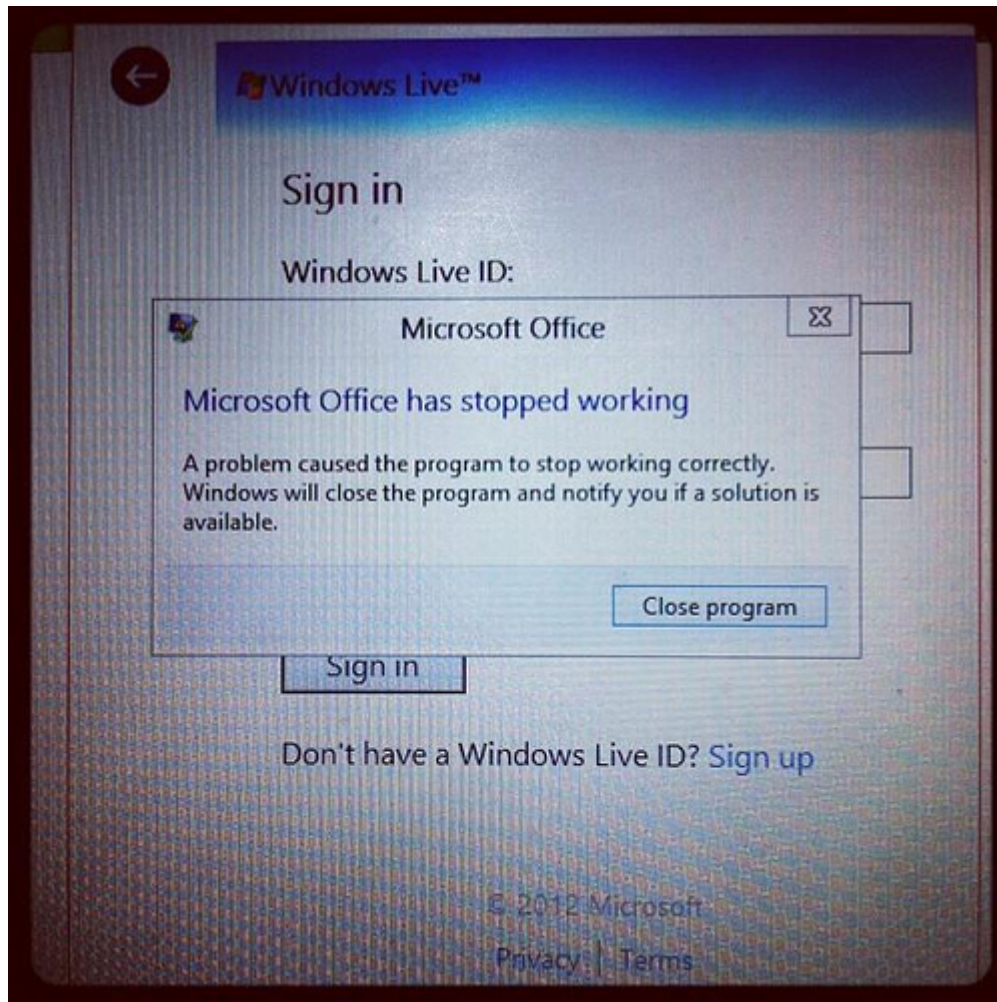 Windows Live™
Sign in
Windows Live ID:
Microsoft Office
Microsoft Office has stopped working
A problem caused the program to stop working correctly.
Windows will close the program and notify you if a solution is
available.
Close program
Sign in
Don't have a Windows Live ID? Sign up
© 2012 Microsoft
Privacy | Terms